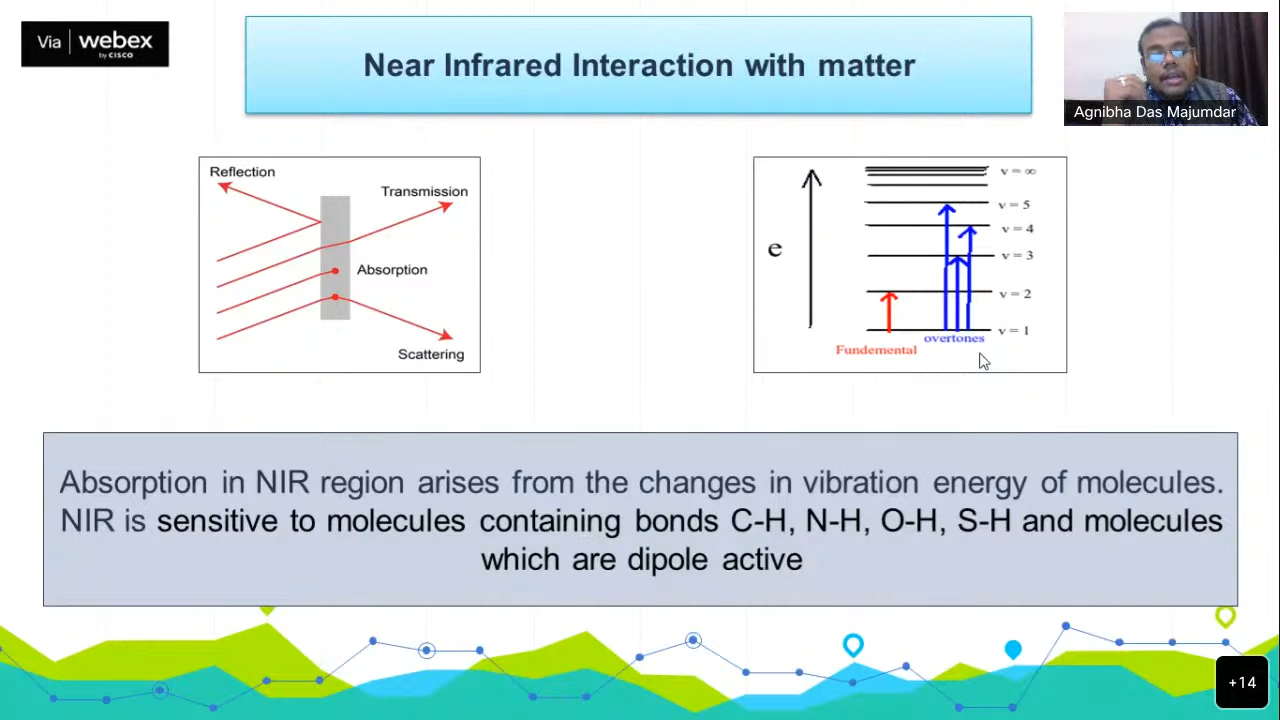 Via webex
by CISCO
Near Infrared Interaction with matter
Agnibha Das Majumdar
Reflection
Transmission
Absorption
Scattering
e
v = ∞
v = 5
v = 4
v = 3
v = 2
v = 1
overtones
Fundemental
Absorption in NIR region arises from the changes in vibration energy of molecules.
NIR is sensitive to molecules containing bonds C-H, N-H, O-H, S-H and molecules
which are dipole active
+14